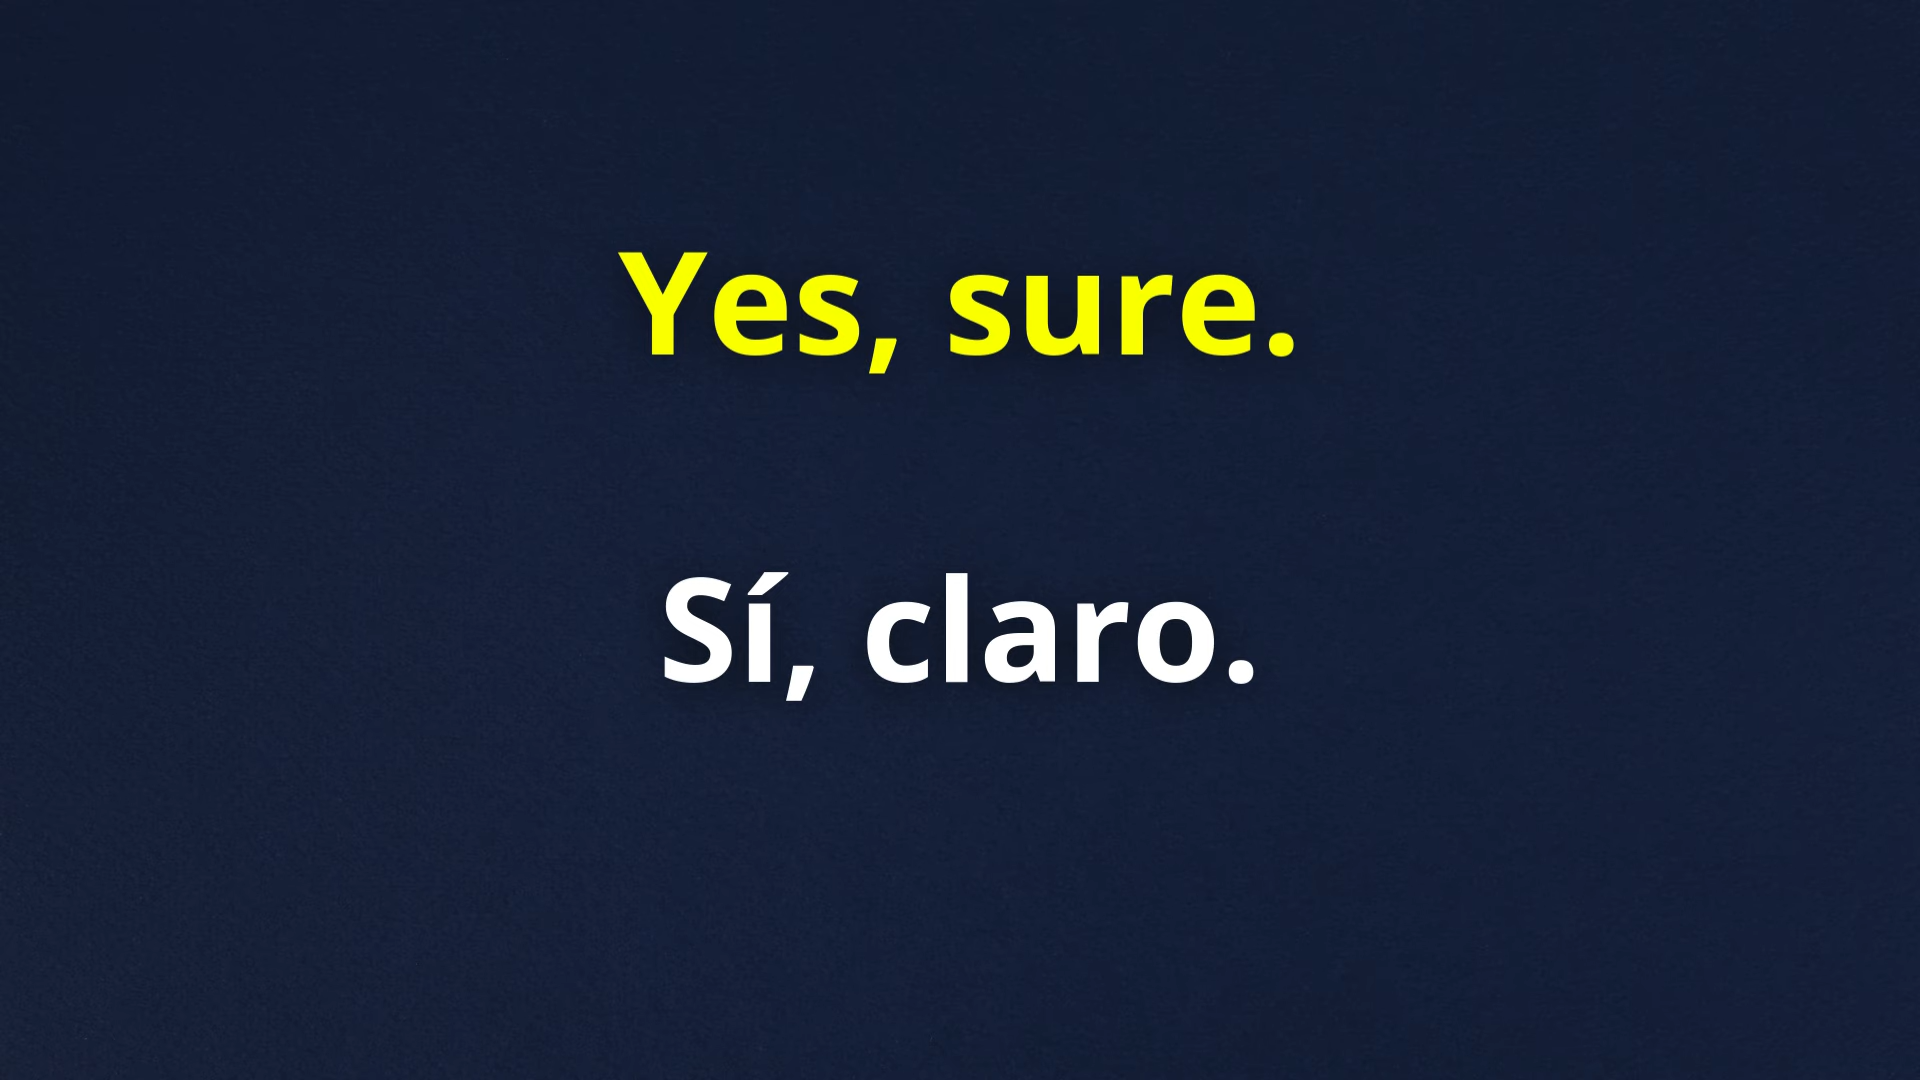 Yes, sure.
Sí, claro.